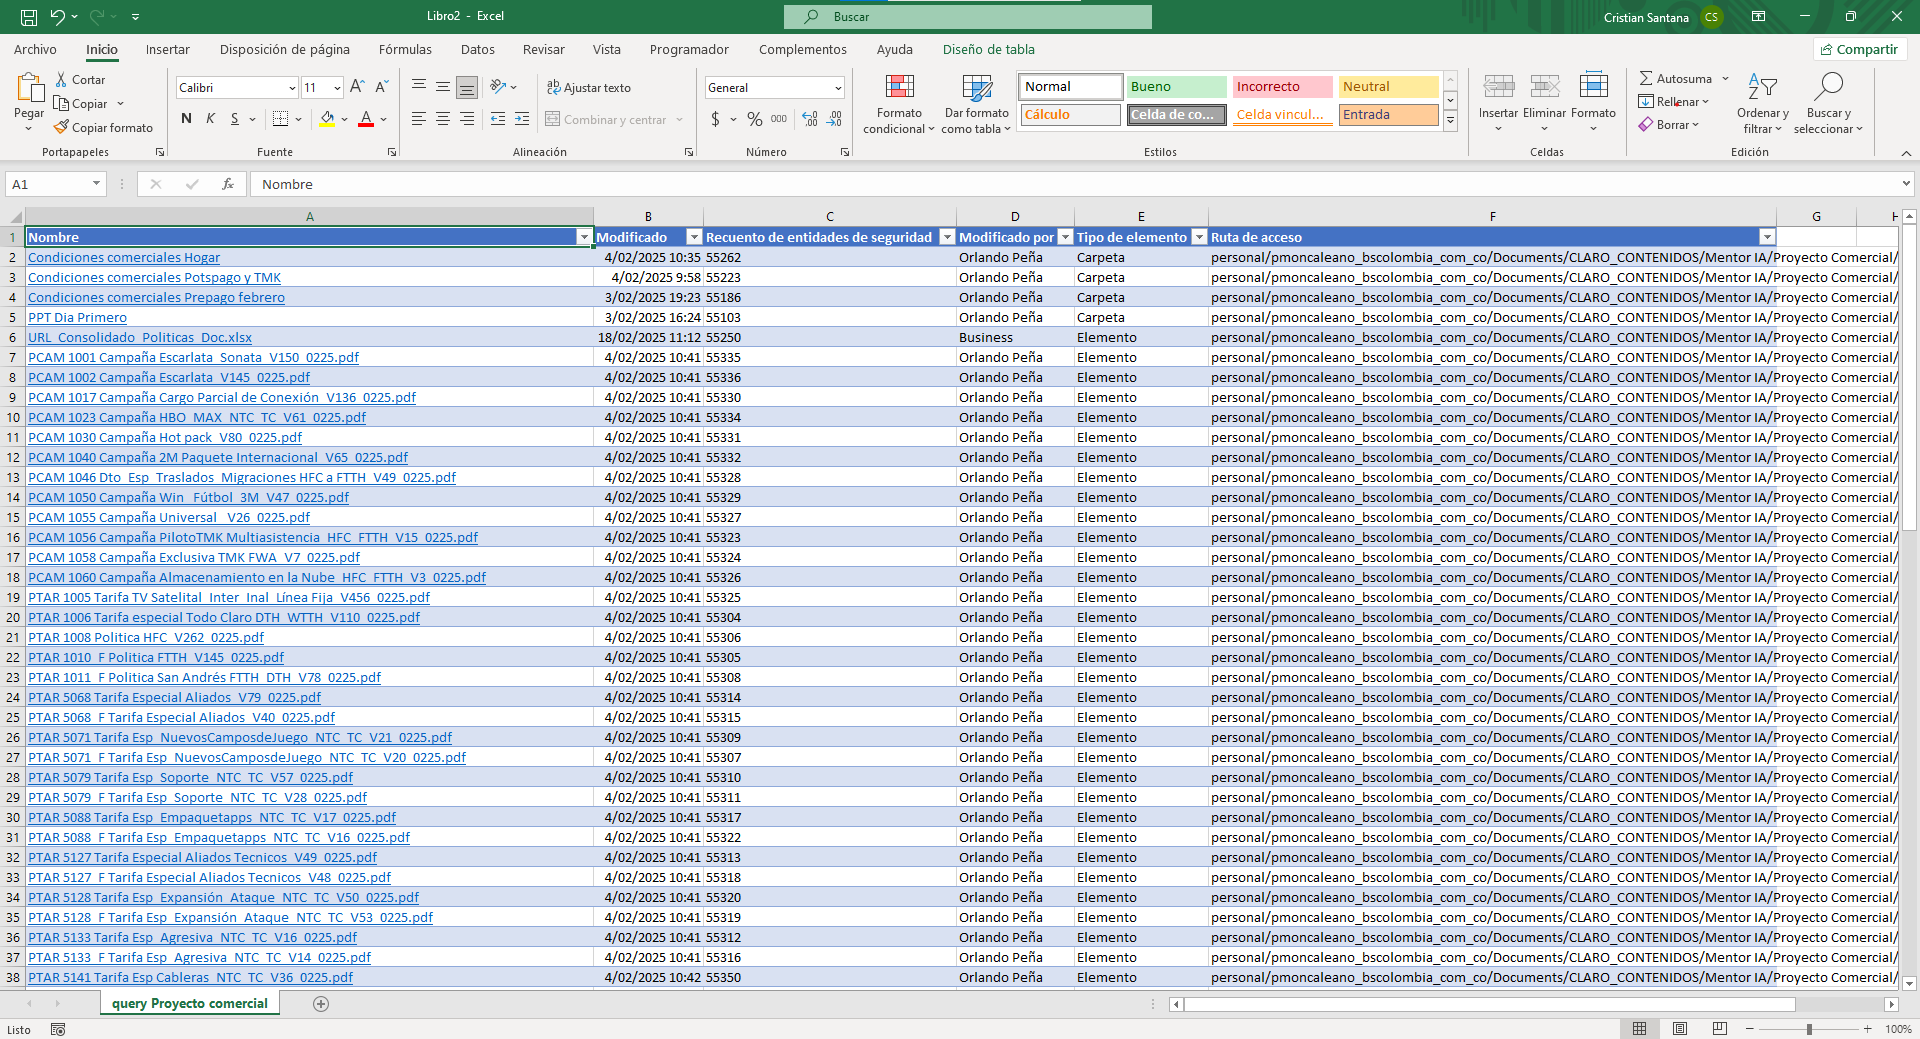 Libro2 - Excel
Buscar
Cristian Santana CS
Archivo Inicio Insertar Disposición de página Fórmulas Datos Revisar Vista Programador Complementos Ayuda Diseño de tabla Compartir
Pegar
Cortar
Copiar
Copiar formato
Portapapeles
Calibri 11
N K S
Fuente
Ajustar texto
Combinar y centrar
Alineación
General
$ % 000
Número
Formato condicional
Dar formato como tabla
Normal Bueno Incorrecto Neutral
Cálculo Celda de co... Celda vincul... Entrada
Estilos
Insertar Eliminar Formato
Celdas
Autosuma
Rellenar
Borrar
Ordenar y filtrar
Buscar y seleccionar
Edición
A1 fx Nombre
A B C D E F G H
1 Nombre Modificado Recuento de entidades de seguridad Modificado por Tipo de elemento Ruta de acceso
2 Condiciones comerciales Hogar 4/02/2025 10:35 55262 Orlando Peña Carpeta personal/pmoncaleano_bscolombia_com_co/Documents/CLARO_CONTENIDOS/Mentor IA/Proyecto Comercial/
3 Condiciones comerciales Potspago y TMK 4/02/2025 9:58 55223 Orlando Peña Carpeta personal/pmoncaleano_bscolombia_com_co/Documents/CLARO_CONTENIDOS/Mentor IA/Proyecto Comercial/
4 Condiciones comerciales Prepago febrero 3/02/2025 19:23 55186 Orlando Peña Carpeta personal/pmoncaleano_bscolombia_com_co/Documents/CLARO_CONTENIDOS/Mentor IA/Proyecto Comercial/
5 PPT Dia Primero 3/02/2025 16:24 55103 Orlando Peña Carpeta personal/pmoncaleano_bscolombia_com_co/Documents/CLARO_CONTENIDOS/Mentor IA/Proyecto Comercial/
6 URL_Consolidado_Politicas_Doc.xlsx 18/02/2025 11:12 55250 Business Elemento personal/pmoncaleano_bscolombia_com_co/Documents/CLARO_CONTENIDOS/Mentor IA/Proyecto Comercial/
7 PCAM 1001 Campaña Escarlata_Sonata_V150_0225.pdf 4/02/2025 10:41 55335 Orlando Peña Elemento personal/pmoncaleano_bscolombia_com_co/Documents/CLARO_CONTENIDOS/Mentor IA/Proyecto Comercial/
8 PCAM 1002 Campaña Escarlata_V145_0225.pdf 4/02/2025 10:41 55336 Orlando Peña Elemento personal/pmoncaleano_bscolombia_com_co/Documents/CLARO_CONTENIDOS/Mentor IA/Proyecto Comercial/
9 PCAM 1017 Campaña Cargo Parcial de Conexión_V136_0225.pdf 4/02/2025 10:41 55330 Orlando Peña Elemento personal/pmoncaleano_bscolombia_com_co/Documents/CLARO_CONTENIDOS/Mentor IA/Proyecto Comercial/
10 PCAM 1023 Campaña HBO_MAX_NTC_TC_V61_0225.pdf 4/02/2025 10:41 55334 Orlando Peña Elemento personal/pmoncaleano_bscolombia_com_co/Documents/CLARO_CONTENIDOS/Mentor IA/Proyecto Comercial/
11 PCAM 1030 Campaña Hot pack_V80_0225.pdf 4/02/2025 10:41 55331 Orlando Peña Elemento personal/pmoncaleano_bscolombia_com_co/Documents/CLARO_CONTENIDOS/Mentor IA/Proyecto Comercial/
12 PCAM 1040 Campaña 2M Paquete Internacional_V65_0225.pdf 4/02/2025 10:41 55332 Orlando Peña Elemento personal/pmoncaleano_bscolombia_com_co/Documents/CLARO_CONTENIDOS/Mentor IA/Proyecto Comercial/
13 PCAM 1046 Dto_Esp_Traslados_Migraciones HFC a FTTH_V49_0225.pdf 4/02/2025 10:41 55328 Orlando Peña Elemento personal/pmoncaleano_bscolombia_com_co/Documents/CLARO_CONTENIDOS/Mentor IA/Proyecto Comercial/
14 PCAM 1050 Campaña Win_ Fútbol_3M_V47_0225.pdf 4/02/2025 10:41 55329 Orlando Peña Elemento personal/pmoncaleano_bscolombia_com_co/Documents/CLARO_CONTENIDOS/Mentor IA/Proyecto Comercial/
15 PCAM 1055 Campaña Universal _V26_0225.pdf 4/02/2025 10:41 55327 Orlando Peña Elemento personal/pmoncaleano_bscolombia_com_co/Documents/CLARO_CONTENIDOS/Mentor IA/Proyecto Comercial/
16 PCAM 1056 Campaña PilotoTMK Multiasistencia_HFC_FTTH_V15_0225.pdf 4/02/2025 10:41 55323 Orlando Peña Elemento personal/pmoncaleano_bscolombia_com_co/Documents/CLARO_CONTENIDOS/Mentor IA/Proyecto Comercial/
17 PCAM 1058 Campaña Exclusiva TMK FWA_V7_0225.pdf 4/02/2025 10:41 55324 Orlando Peña Elemento personal/pmoncaleano_bscolombia_com_co/Documents/CLARO_CONTENIDOS/Mentor IA/Proyecto Comercial/
18 PCAM 1060 Campaña Almacenamiento en la Nube_HFC_FTTH_V3_0225.pdf 4/02/2025 10:41 55326 Orlando Peña Elemento personal/pmoncaleano_bscolombia_com_co/Documents/CLARO_CONTENIDOS/Mentor IA/Proyecto Comercial/
19 PTAR 1005 Tarifa TV Satelital_Inter_Inal_Línea Fija_V456_0225.pdf 4/02/2025 10:41 55325 Orlando Peña Elemento personal/pmoncaleano_bscolombia_com_co/Documents/CLARO_CONTENIDOS/Mentor IA/Proyecto Comercial/
20 PTAR 1006 Tarifa especial Todo Claro DTH_WTTH_V110_0225.pdf 4/02/2025 10:41 55304 Orlando Peña Elemento personal/pmoncaleano_bscolombia_com_co/Documents/CLARO_CONTENIDOS/Mentor IA/Proyecto Comercial/
21 PTAR 1008 Politica HFC_V262_0225.pdf 4/02/2025 10:41 55306 Orlando Peña Elemento personal/pmoncaleano_bscolombia_com_co/Documents/CLARO_CONTENIDOS/Mentor IA/Proyecto Comercial/
22 PTAR 1010_F Politica FTTH_V145_0225.pdf 4/02/2025 10:41 55305 Orlando Peña Elemento personal/pmoncaleano_bscolombia_com_co/Documents/CLARO_CONTENIDOS/Mentor IA/Proyecto Comercial/
23 PTAR 1011_F Politica San Andrés FTTH_DTH_V78_0225.pdf 4/02/2025 10:41 55308 Orlando Peña Elemento personal/pmoncaleano_bscolombia_com_co/Documents/CLARO_CONTENIDOS/Mentor IA/Proyecto Comercial/
24 PTAR 5068 Tarifa Especial Aliados_V79_0225.pdf 4/02/2025 10:41 55314 Orlando Peña Elemento personal/pmoncaleano_bscolombia_com_co/Documents/CLARO_CONTENIDOS/Mentor IA/Proyecto Comercial/
25 PTAR 5068_F Tarifa Especial Aliados_V40_0225.pdf 4/02/2025 10:41 55315 Orlando Peña Elemento personal/pmoncaleano_bscolombia_com_co/Documents/CLARO_CONTENIDOS/Mentor IA/Proyecto Comercial/
26 PTAR 5071 Tarifa Esp_NuevosCamposdeJuego_NTC_TC_V21_0225.pdf 4/02/2025 10:41 55309 Orlando Peña Elemento personal/pmoncaleano_bscolombia_com_co/Documents/CLARO_CONTENIDOS/Mentor IA/Proyecto Comercial/
27 PTAR 5071_F Tarifa Esp_NuevosCamposdeJuego_NTC_TC_V20_0225.pdf 4/02/2025 10:41 55307 Orlando Peña Elemento personal/pmoncaleano_bscolombia_com_co/Documents/CLARO_CONTENIDOS/Mentor IA/Proyecto Comercial/
28 PTAR 5079 Tarifa Esp_Soporte_NTC_TC_V57_0225.pdf 4/02/2025 10:41 55310 Orlando Peña Elemento personal/pmoncaleano_bscolombia_com_co/Documents/CLARO_CONTENIDOS/Mentor IA/Proyecto Comercial/
29 PTAR 5079_F Tarifa Esp_Soporte_NTC_TC_V28_0225.pdf 4/02/2025 10:41 55311 Orlando Peña Elemento personal/pmoncaleano_bscolombia_com_co/Documents/CLARO_CONTENIDOS/Mentor IA/Proyecto Comercial/
30 PTAR 5088 Tarifa Esp_Empaquetapps_NTC_TC_V17_0225.pdf 4/02/2025 10:41 55317 Orlando Peña Elemento personal/pmoncaleano_bscolombia_com_co/Documents/CLARO_CONTENIDOS/Mentor IA/Proyecto Comercial/
31 PTAR 5088_F Tarifa Esp_Empaquetapps_NTC_TC_V16_0225.pdf 4/02/2025 10:41 55322 Orlando Peña Elemento personal/pmoncaleano_bscolombia_com_co/Documents/CLARO_CONTENIDOS/Mentor IA/Proyecto Comercial/
32 PTAR 5127 Tarifa Especial Aliados Tecnicos_V49_0225.pdf 4/02/2025 10:41 55313 Orlando Peña Elemento personal/pmoncaleano_bscolombia_com_co/Documents/CLARO_CONTENIDOS/Mentor IA/Proyecto Comercial/
33 PTAR 5127_F Tarifa Especial Aliados Tecnicos_V48_0225.pdf 4/02/2025 10:41 55318 Orlando Peña Elemento personal/pmoncaleano_bscolombia_com_co/Documents/CLARO_CONTENIDOS/Mentor IA/Proyecto Comercial/
34 PTAR 5128 Tarifa Esp_Expansión_Ataque_NTC_TC_V50_0225.pdf 4/02/2025 10:41 55320 Orlando Peña Elemento personal/pmoncaleano_bscolombia_com_co/Documents/CLARO_CONTENIDOS/Mentor IA/Proyecto Comercial/
35 PTAR 5128_F Tarifa Esp_Expansión_Ataque_NTC_TC_V53_0225.pdf 4/02/2025 10:41 55319 Orlando Peña Elemento personal/pmoncaleano_bscolombia_com_co/Documents/CLARO_CONTENIDOS/Mentor IA/Proyecto Comercial/
36 PTAR 5133 Tarifa Esp_Agresiva_NTC_TC_V16_0225.pdf 4/02/2025 10:41 55312 Orlando Peña Elemento personal/pmoncaleano_bscolombia_com_co/Documents/CLARO_CONTENIDOS/Mentor IA/Proyecto Comercial/
37 PTAR 5133_F Tarifa Esp_Agresiva_NTC_TC_V14_0225.pdf 4/02/2025 10:41 55316 Orlando Peña Elemento personal/pmoncaleano_bscolombia_com_co/Documents/CLARO_CONTENIDOS/Mentor IA/Proyecto Comercial/
38 PTAR 5141 Tarifa Esp Cableras_NTC_TC_V36_0225.pdf 4/02/2025 10:42 55350 Orlando Peña Elemento personal/pmoncaleano_bscolombia_com_co/Documents/CLARO_CONTENIDOS/Mentor IA/Proyecto Comercial/
query Proyecto comercial
Listo
100%